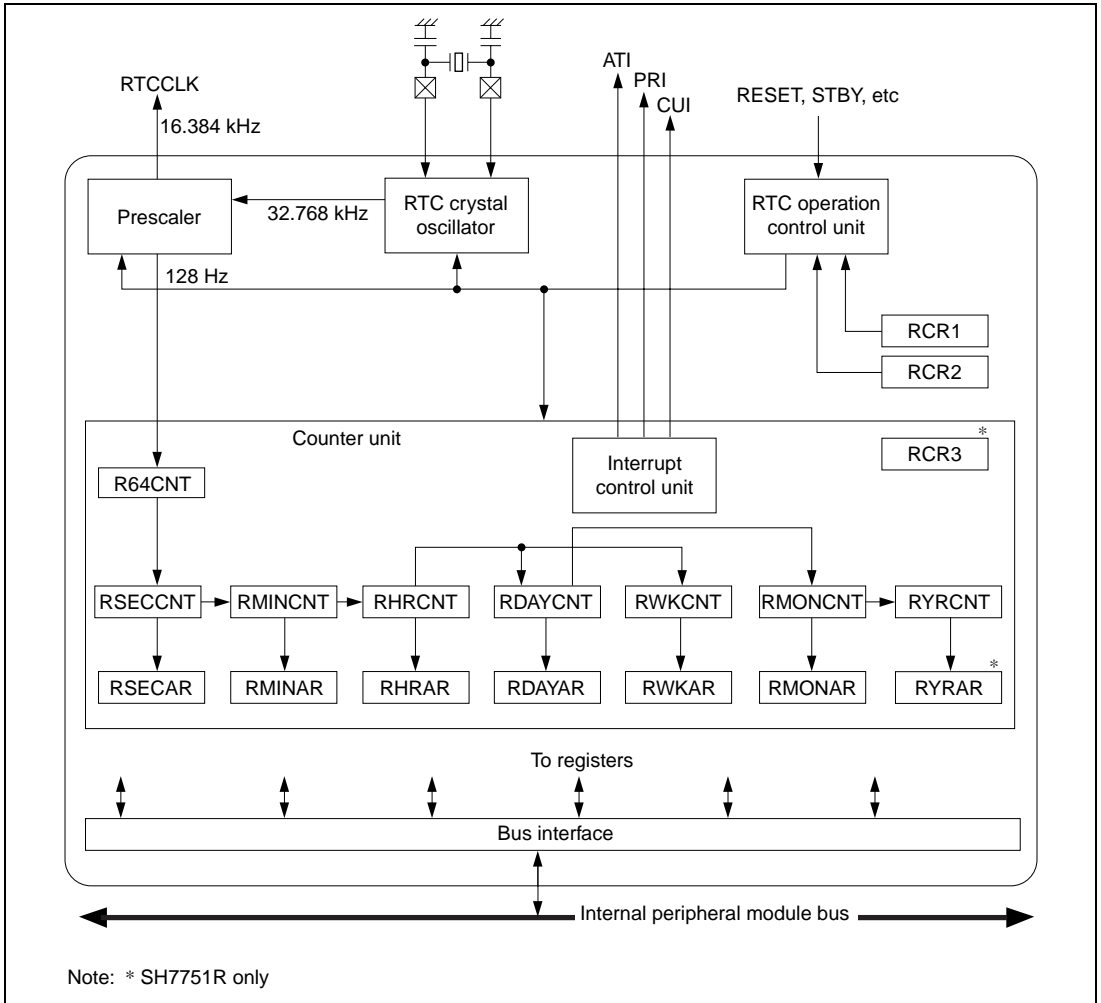 ATI
PRI
CUI
RTCCLK
RESET, STBY, etc
16.384 kHz
Prescaler
32.768 kHz
RTC crystal
oscillator
RTC operation
control unit
128 Hz
RCR1
RCR2
Counter unit
*
RCR3
Interrupt
control unit
R64CNT
RSECCNT
RMINCNT
RHRCNT
RDAYCNT
RWKCNT
RMONCNT
RYRCNT
*
RSECAR
RMINAR
RHRAR
RDAYAR
RWKAR
RMONAR
RYRAR
To registers
Bus interface
Internal peripheral module bus
Note: * SH7751R only